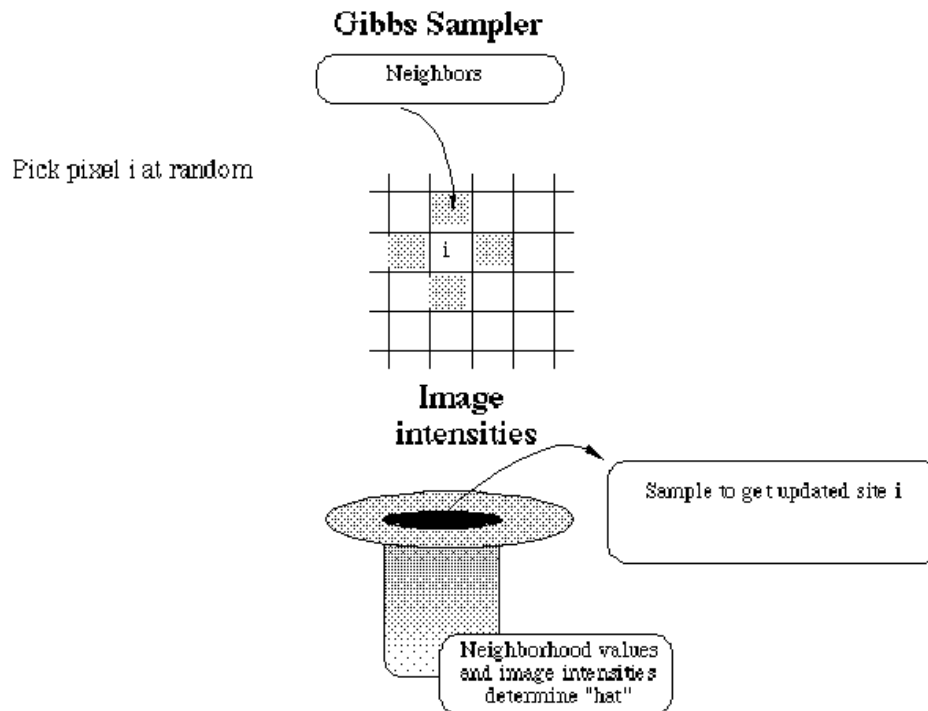 Gibbs Sampler
Neighbors
Pick pixel i at random
i
Image
intensities
Sample to get updated site i
Neighborhood values
and image intensities
determine "hat"